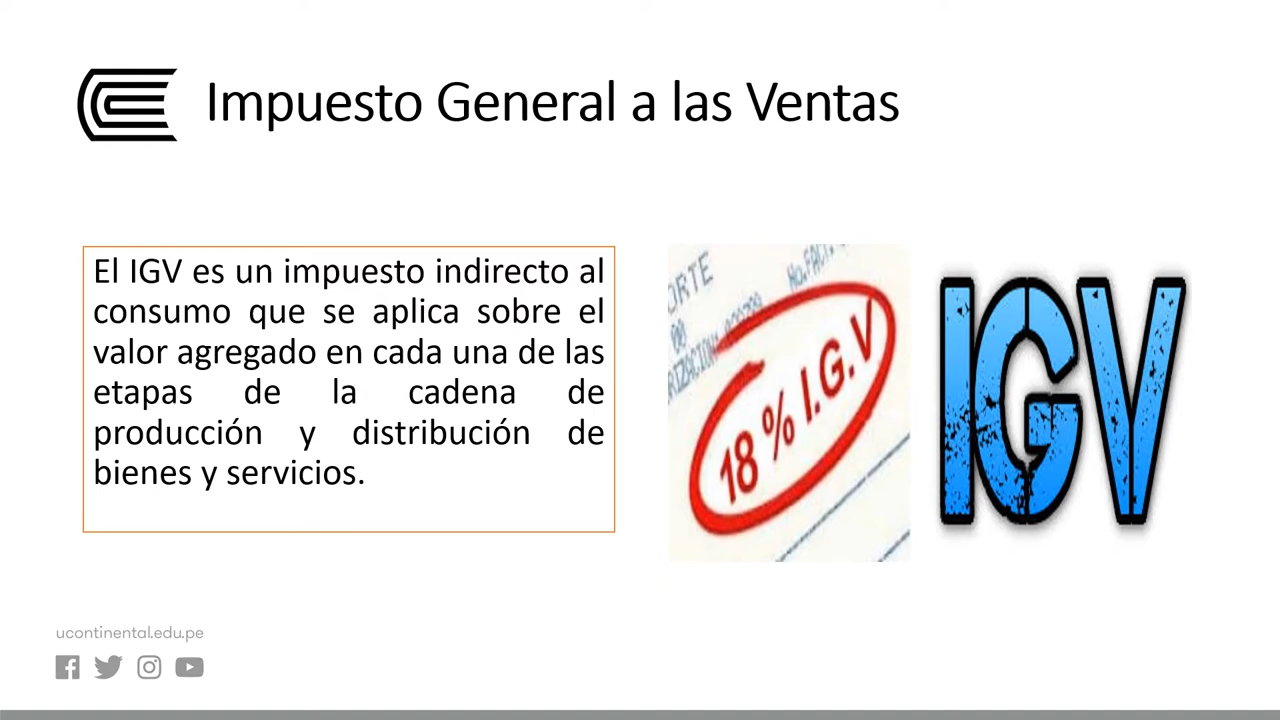 Impuesto General a las Ventas
El IGV es un impuesto indirecto al
consumo que se aplica sobre el
valor agregado en cada una de las
etapas de la cadena de
producción y distribución de
bienes y servicios.
18 % I.G.V
IGV
ucontinental.edu.pe